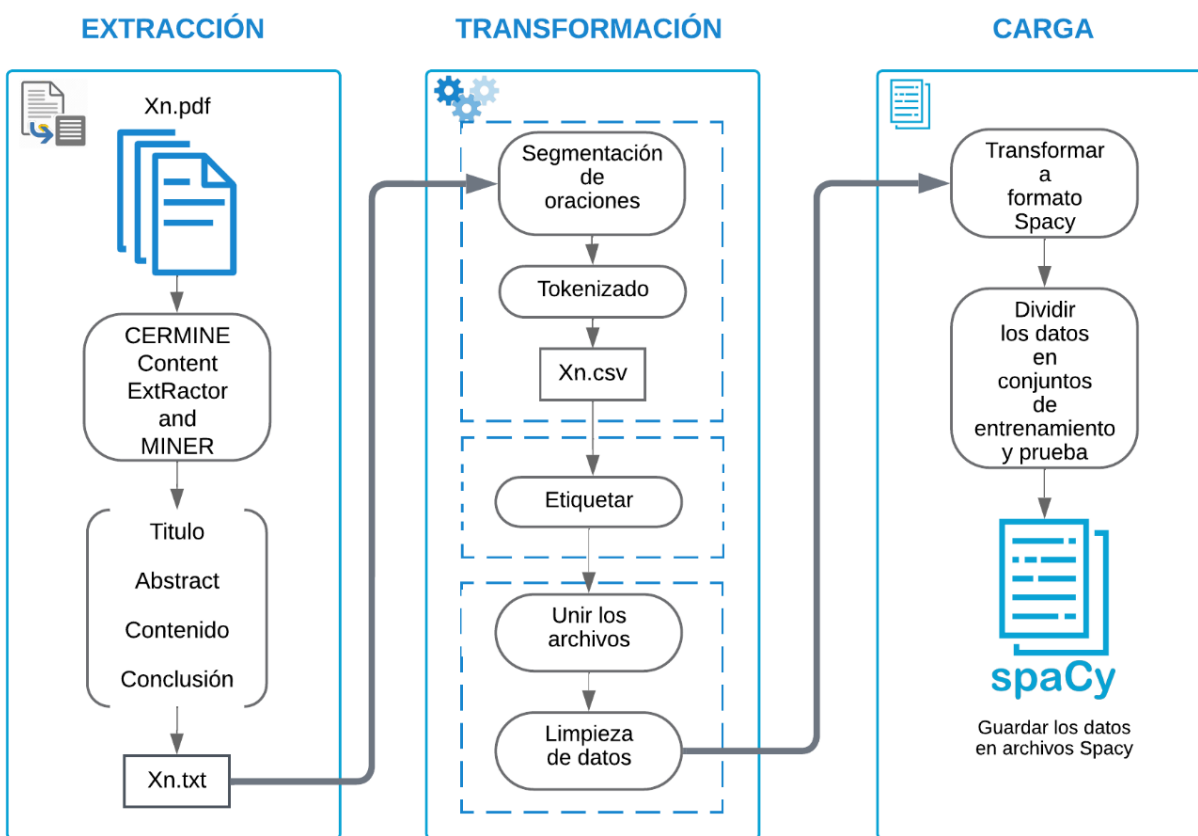 EXTRACCIÓN
Xn.pdf
CERMINE
Content
ExtRactor
and
MINER
Titulo
Abstract
Contenido
Conclusión
Xn.txt
TRANSFORMACIÓN
Segmentación
de
oraciones
Tokenizado
Xn.csv
Etiquetar
Unir los
archivos
Limpieza
de datos
CARGA
Transformar
a
formato
Spacy
Dividir
los datos
en
conjuntos
de
entrenamiento
y prueba
spaCy
Guardar los datos
en archivos Spacy